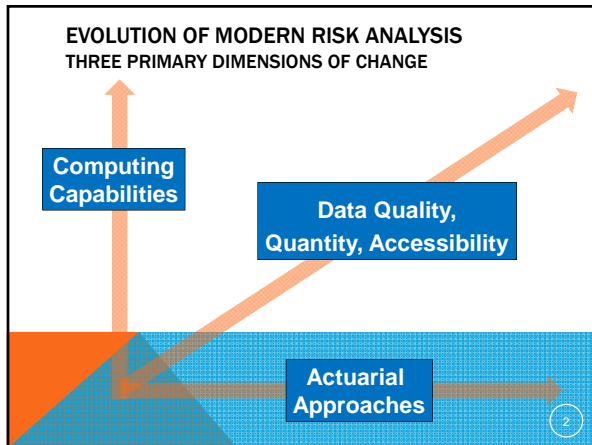 EVOLUTION OF MODERN RISK ANALYSIS
THREE PRIMARY DIMENSIONS OF CHANGE
Computing
Capabilities
Data Quality,
Quantity, Accessibility
Actuarial
Approaches
2